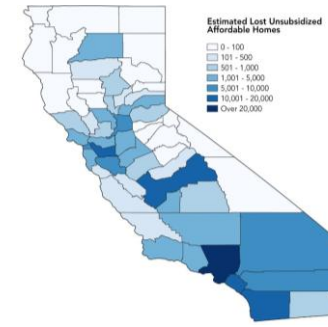 Estimated Lost Unsubsidized
Affordable Homes
0 - 100
101 - 500
501 - 1,000
1,001 - 5,000
5,001 - 10,000
10,001 - 20,000
Over 20,000